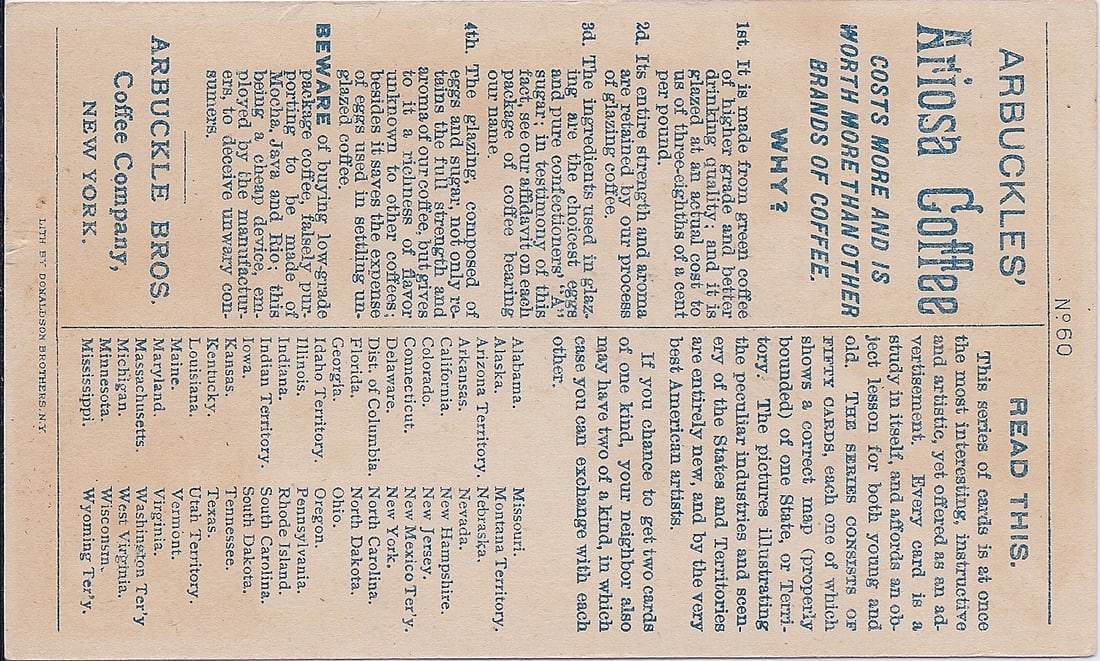 No 60
ARBUCKLES'
Ariosa Coffee
COSTS MORE AND IS
WORTH MORE THAN OTHER
BRANDS OF COFFEE.
WHY?
1st. It is made from green coffee
of higher grade and better
drinking quality; and it is
glazed at an actual cost to
us of three-eighths of a cent
per pound.
2d. Its entire strength and aroma
are retained by our process
of glazing coffee.
3d. The ingredients used in glaz-
ing are the choicest eggs
and pure confectioners' "A"
sugar; in testimony of this
fact, see our affidavit on each
package of coffee bearing
our name.
4th. The glazing, composed of
eggs and sugar, not only re-
tains the full strength and
aroma of our coffee, but gives
to it a richness of flavor
unknown to other coffees;
besides it saves the expense
of eggs used in settling un-
glazed coffee.
BEWARE of buying low-grade
package coffee, falsely pur-
porting to be made of
Mocha, Java and Rio; this
being a cheap device, em-
ployed by the manufactur-
ers, to deceive unwary con-
sumers.
ARBUCKLE BROS.
Coffee Company,
NEW YORK.
READ THIS.
This series of cards is at once
the most interesting, instructive
and artistic, yet offered as an ad-
vertisement. Every card is a
study in itself, and affords an ob-
ject lesson for both young and
old. THE SERIES CONSISTS OF
FIFTY CARDS, each one of which
shows a correct map (properly
bounded) of one State, or Terri-
tory. The pictures illustrating
the peculiar industries and scen-
ery of the States and Territories
are entirely new, and by the very
best American artists.
If you chance to get two cards
of one kind, your neighbor also
may have two of a kind, in which
case you can exchange with each
other.
Alabama.
Alaska.
Arizona Territory.
Arkansas.
California.
Colorado.
Connecticut.
Delaware.
Dist. of Columbia.
Florida.
Georgia.
Idaho Territory.
Illinois.
Indiana.
Indian Territory.
Iowa.
Kansas.
Kentucky.
Louisiana.
Maine.
Maryland.
Massachusetts.
Michigan.
Minnesota.
Mississippi.
Missouri.
Montana Territory.
Nebraska.
Nevada.
New Hampshire.
New Jersey.
New Mexico Ter'y.
New York.
North Carolina.
North Dakota.
Ohio.
Oregon.
Pennsylvania.
Rhode Island.
South Carolina.
South Dakota.
Tennessee.
Texas.
Utah Territory.
Vermont.
Virginia.
Washington Ter'y
West Virginia.
Wisconsin.
Wyoming Ter'y.
LITH. BY DONALDSON BROTHERS, N.Y.